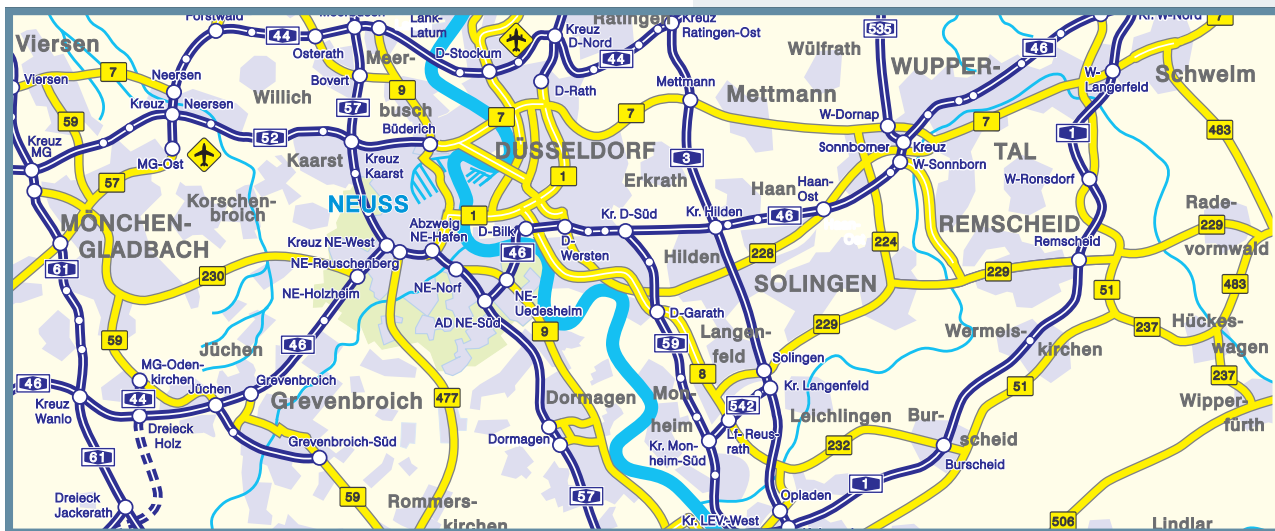 Forstwald
44
Osterath
Meer-
busch
Lank-
Latum
D-Stockum
Ratingen
Kreuz
D-Nord
Kreuz
Ratingen-Ost
44
535
Wülfrath
WUPPER-
TAL
46
Kr. W-Nord
7
Viersen
Viersen
7
Neersen
Kreuz
Neersen
Willich
Bovert
57
9
Büderich
7
D-Rath
7
Mettmann
Mettmann
W-Dornap
Sonnborner
Kreuz
W-Sonnborn
7
W-
Langerfeld
Schwelm
483
59
Kreuz
MG
MG-Ost
52
Kaarst
Kreuz
Kaarst
DÜSSELDORF
1
3
Erkrath
1
W-Ronsdorf
57
Korschen-
broich
NEUSS
Haan
Haan-
Ost
46
MÖNCHEN-
GLADBACH
Abzweig
NE-Hafen
1
D-Bilk
D-
Wersten
Kr. D-Süd
Kr. Hilden
REMSCHEID
Remscheid
Rade-
vormwald
229
61
230
Kreuz NE-West
NE-Reuschenberg
NE-Holzheim
NE-Norf
46
NE-
Uedesheim
Hilden
228
224
229
SOLINGEN
51
483
AD NE-Süd
9
D-Garath
59
Langen-
feld
229
Wermels-
kirchen
237
Hückes-
wagen
59
MG-Oden-
kirchen
Jüchen
Jüchen
46
Grevenbroich
Grevenbroich
477
Dormagen
Dormagen
Mon-
heim
8
Solingen
Kr. Langenfeld
542
Lf-Reus-
rath
Leichlingen
Bur-
scheid
51
237
Wipper-
fürth
46
Kreuz
Wanlo
44
Dreieck
Holz
Grevenbroich-Süd
Kr. Mon-
heim-Süd
232
Burscheid
61
Dreieck
Jackerath
59
Rommers-
kirchen
57
Kr. LEV.-West
Opladen
1
506
Lindlar